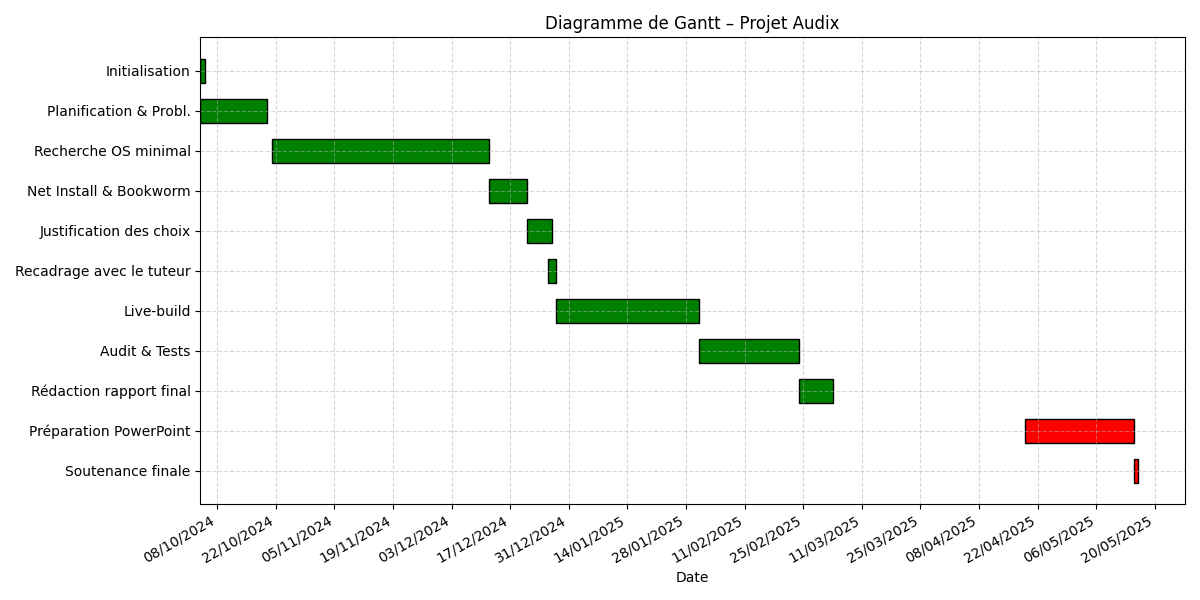 Diagramme de Gantt – Projet Audix
Initialisation
Planification & Probl.
Recherche OS minimal
Net Install & Bookworm
Justification des choix
Recadrage avec le tuteur
Live-build
Audit & Tests
Rédaction rapport final
Préparation PowerPoint
Soutenance finale
08/10/2024
22/10/2024
05/11/2024
19/11/2024
03/12/2024
17/12/2024
31/12/2024
14/01/2025
28/01/2025
11/02/2025
25/02/2025
11/03/2025
25/03/2025
08/04/2025
22/04/2025
06/05/2025
20/05/2025
Date